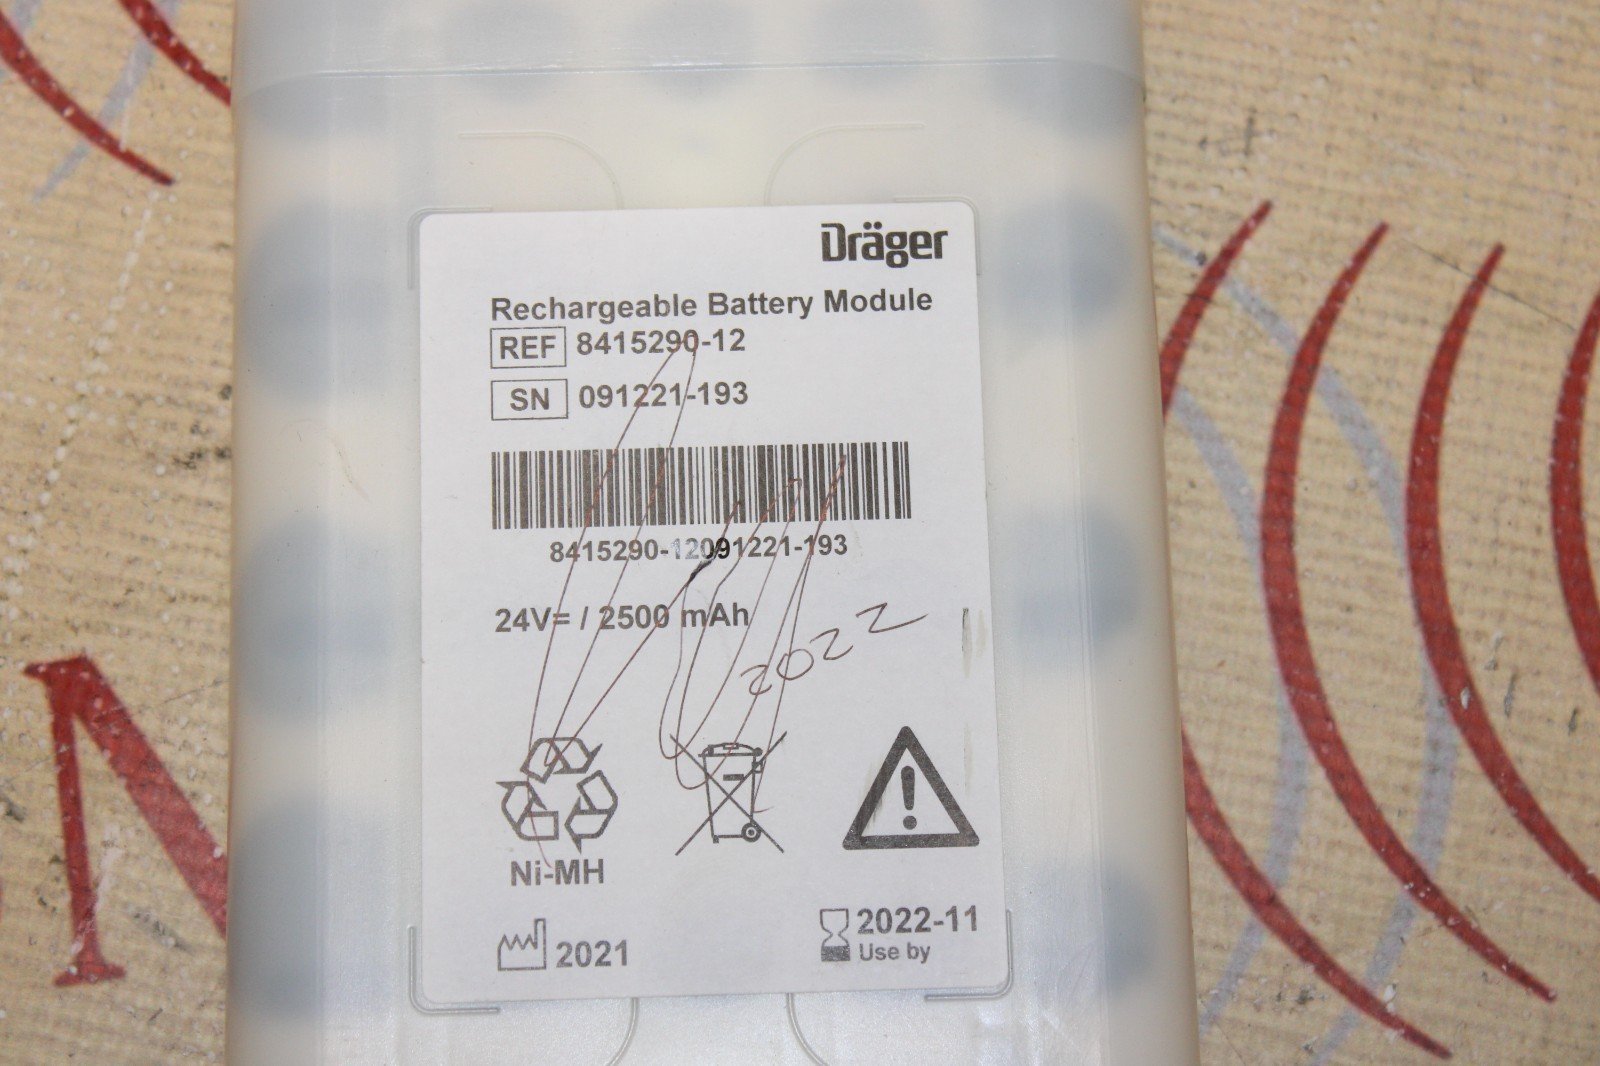 Dräger
Rechargeable Battery Module
REF 8415290-12
SN 091221-193
8415290-12091221-193
24V= / 2500 mAh
2022
Ni-MH
2021
2022-11
Use by